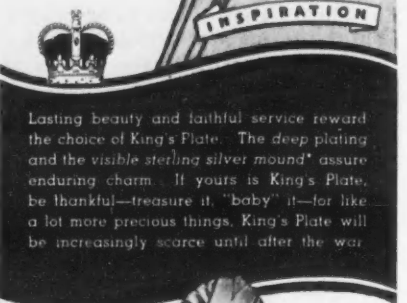 INSPIRATION
Lasting beauty and faithful service reward
the choice of King's Plate. The deep plating
and the visible sterling silver mound* assure
enduring charm. If yours is King's Plate,
be thankful—treasure it, "baby" it—for like
a lot more precious things, King's Plate will
be increasingly scarce until after the war